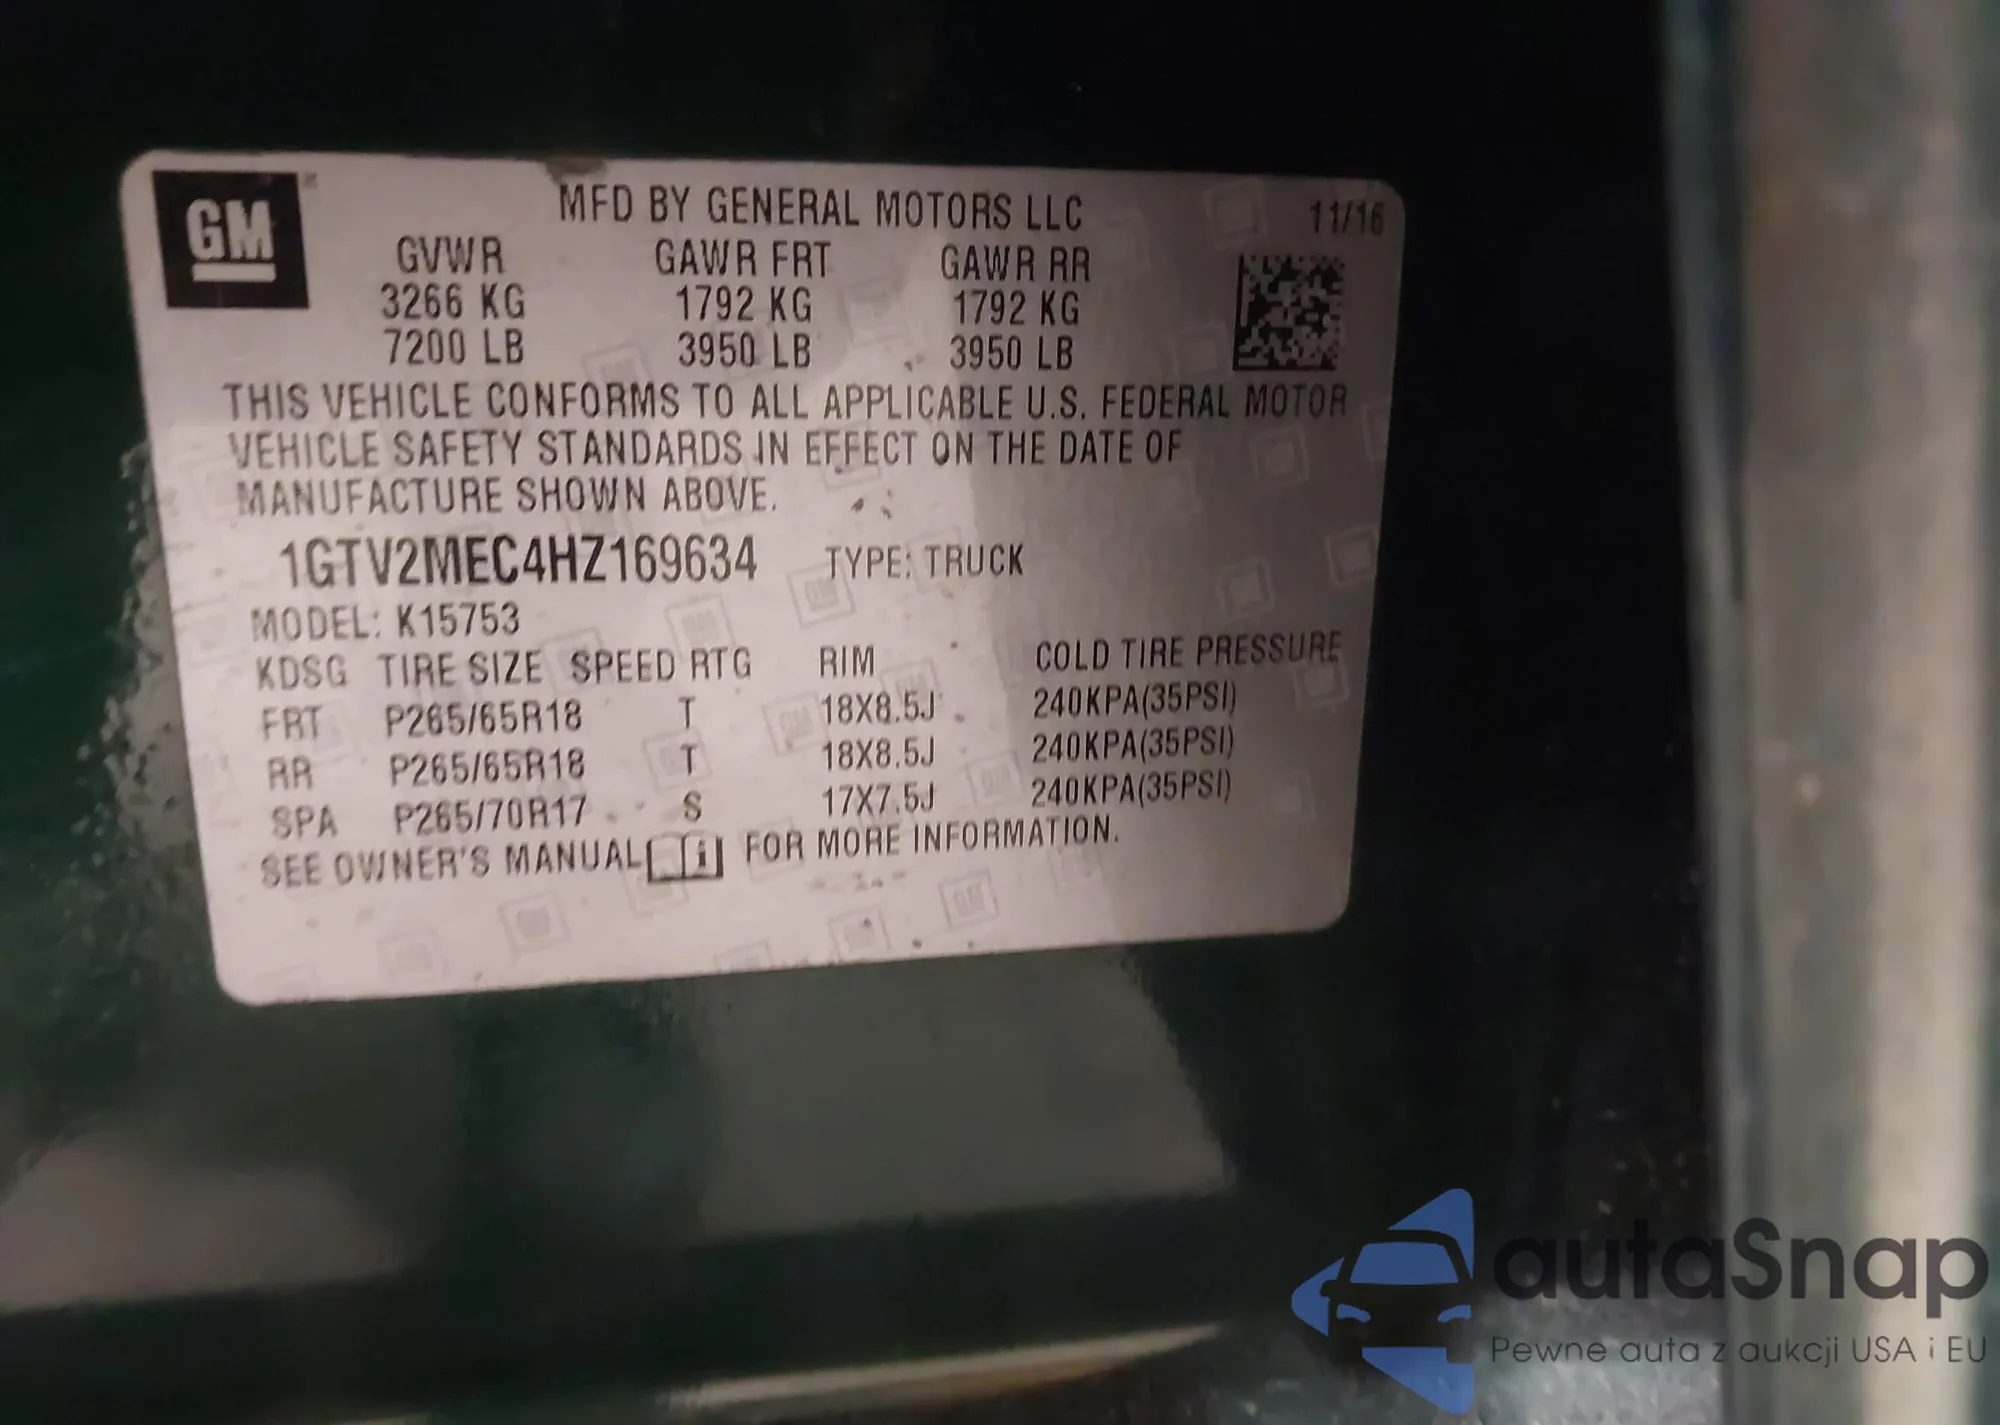 GM
MFD BY GENERAL MOTORS LLC 11/16
GVWR GAWR FRT GAWR RR
3266 KG 1792 KG 1792 KG
7200 LB 3950 LB 3950 LB
THIS VEHICLE CONFORMS TO ALL APPLICABLE U.S. FEDERAL MOTOR
VEHICLE SAFETY STANDARDS IN EFFECT ON THE DATE OF
MANUFACTURE SHOWN ABOVE.
1GTV2MEC4HZ169634 TYPE: TRUCK
MODEL: K15753
KDSG TIRE SIZE SPEED RTG RIM COLD TIRE PRESSURE
FRT P265/65R18 T 18X8.5J 240KPA(35PSI)
RR P265/65R18 T 18X8.5J 240KPA(35PSI)
SPA P265/70R17 S 17X7.5J 240KPA(35PSI)
SEE OWNER'S MANUAL FOR MORE INFORMATION.
autaSnap
Pewne auta z aukcji USA i EU